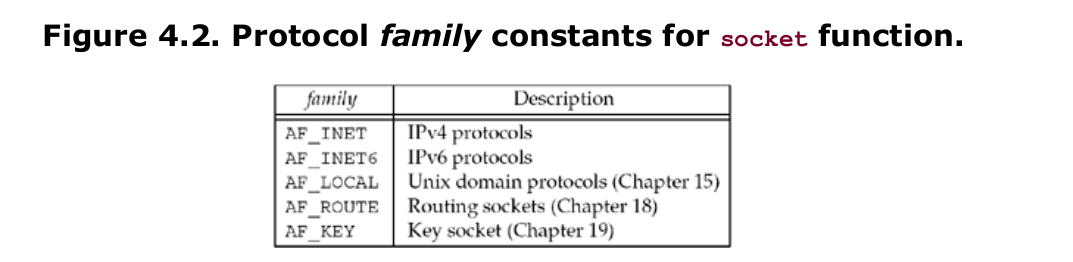 Figure 4.2. Protocol family constants for socket function.
family Description
AF_INET IPv4 protocols
AF_INET6 IPv6 protocols
AF_LOCAL Unix domain protocols (Chapter 15)
AF_ROUTE Routing sockets (Chapter 18)
AF_KEY Key socket (Chapter 19)